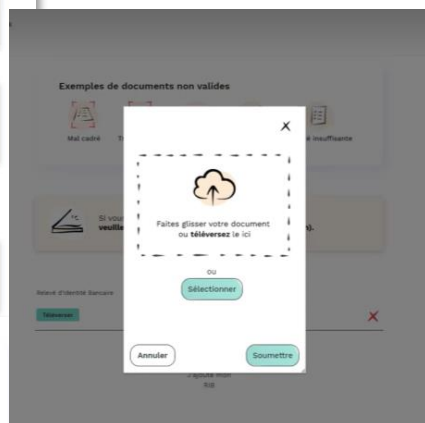 Exemples de documents non valides
Mal cadré
é insuffisante
Faites glisser votre document
ou téléversez le ici
Si vous
veuille
n).
ou
Sélectionner
Relevé d'Identité Bancaire
Téléverser
Annuler
Soumettre
J'ajoute mon
RIB